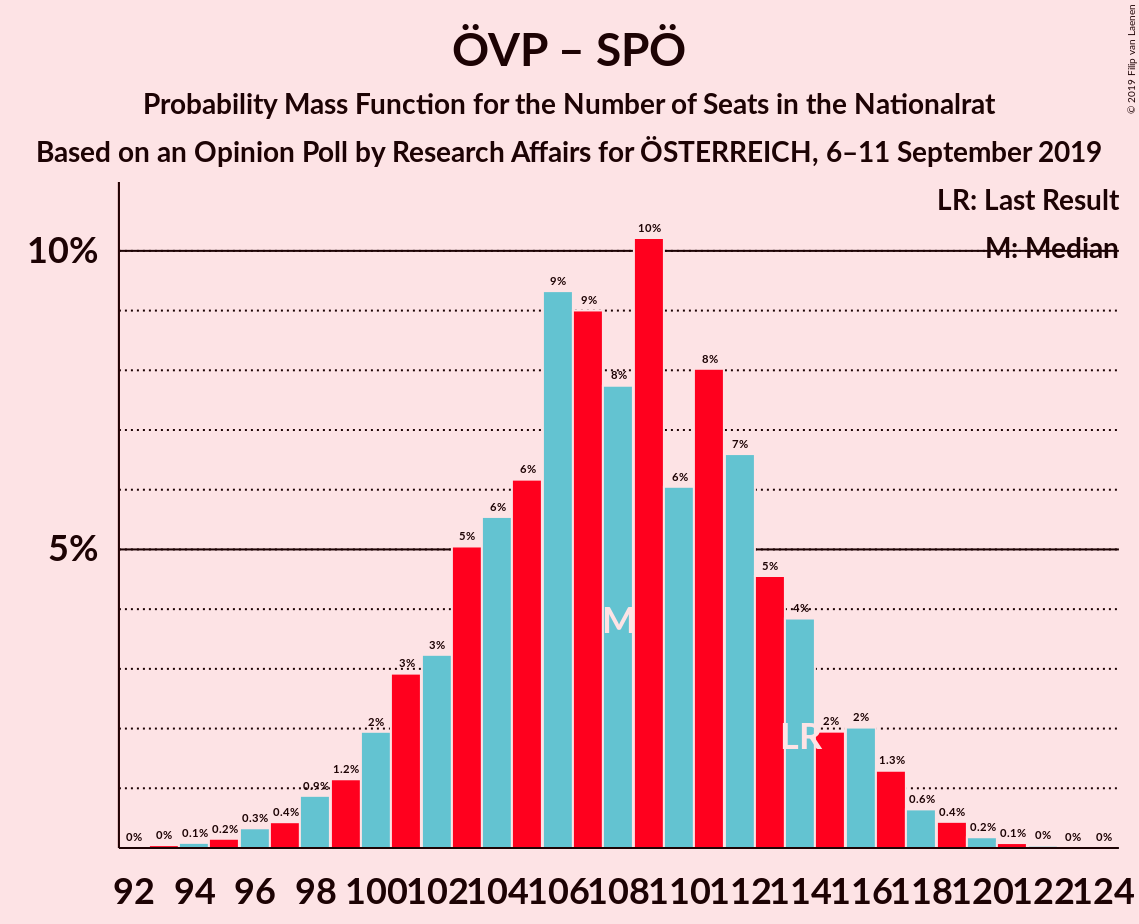 ÖVP – SPÖ
Probability Mass Function for the Number of Seats in the Nationalrat
Based on an Opinion Poll by Research Affairs for ÖSTERREICH, 6–11 September 2019
© 2019 Filip van Laenen
LR: Last Result
M: Median
10%
5%
0% 0% 0.1% 0.2% 0.3% 0.4% 0.9% 1.2% 2% 3% 3% 5% 6% 6% 9% 9% 8% 10% 6% 8% 7% 5% 4% 2% 2% 1.3% 0.6% 0.4% 0.2% 0.1% 0% 0% 0%
M
LR
92 94 96 98 100 102 104 106 108 110 112 114 116 118 120 122 124